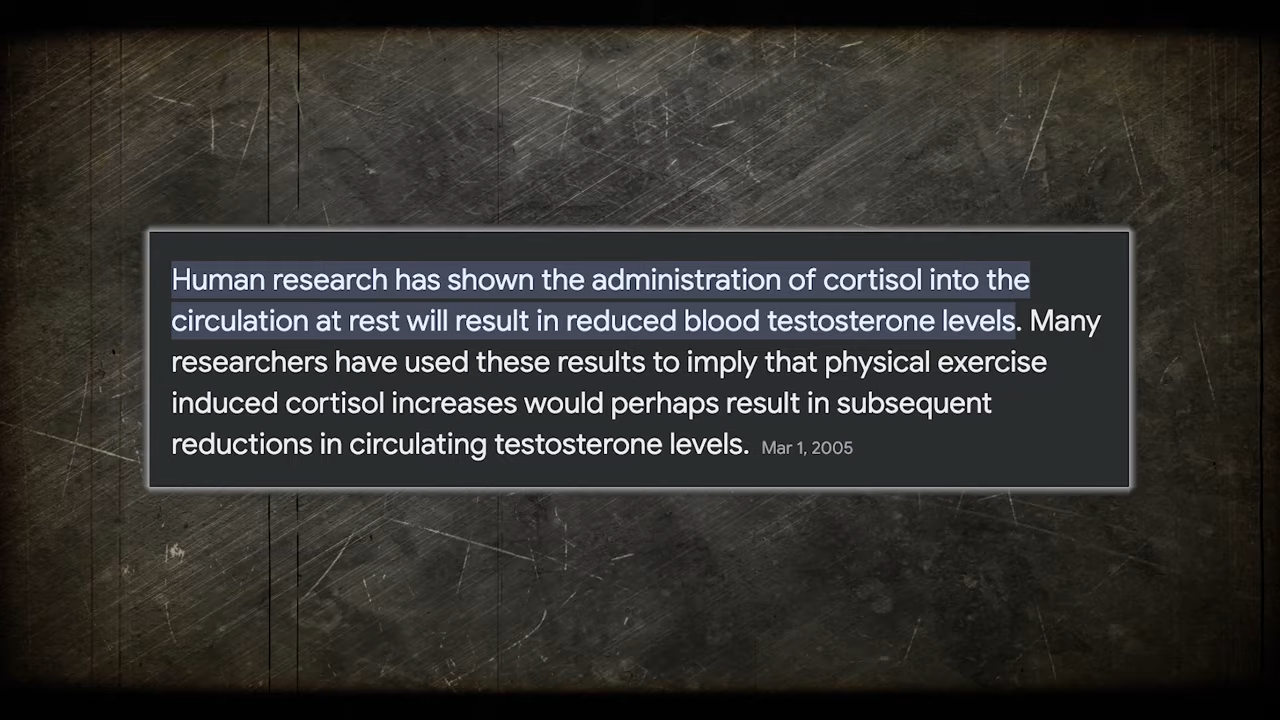 Human research has shown the administration of cortisol into the
circulation at rest will result in reduced blood testosterone levels. Many
researchers have used these results to imply that physical exercise
induced cortisol increases would perhaps result in subsequent
reductions in circulating testosterone levels. Mar 1, 2005